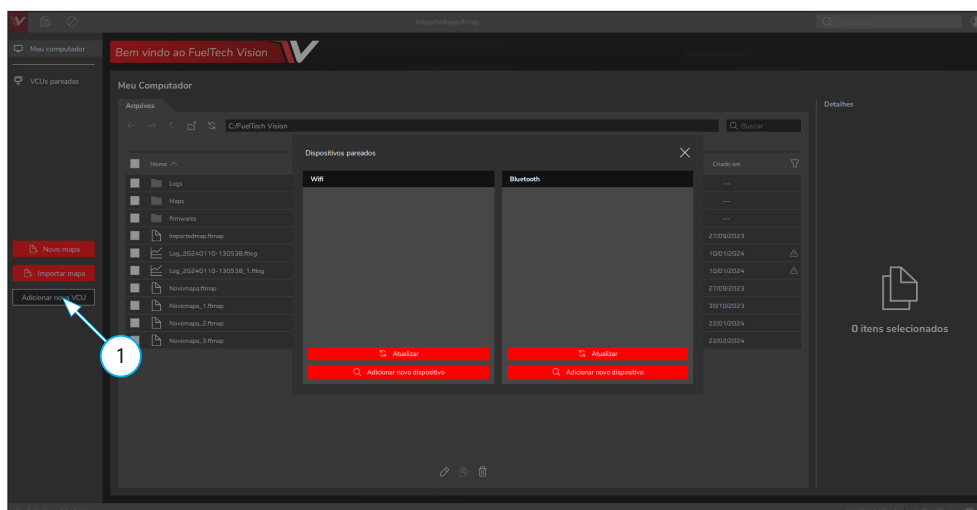 Importedmap.ftmap
Pesquisar
Meu computador
VCUs pareadas
Bem vindo ao FuelTech Vision
Meu Computador
Arquivos
C:/FuelTech Vision
Buscar
Nome
Criado em
Logs
---
Maps
---
firmwares
---
Importedmap.ftmap
27/09/2023
Log_20240110-130538.ftlog
10/01/2024
Log_20240110-130538_1.ftlog
10/01/2024
Novomapa.ftmap
27/09/2023
Novomapa_1.ftmap
30/10/2023
Novomapa_2.ftmap
22/01/2024
Novomapa_3.ftmap
22/02/2024
Novo mapa
Importar mapa
Adicionar nova VCU
1
Dispositivos pareados
Wifi
Bluetooth
Atualizar
Adicionar novo dispositivo
Atualizar
Adicionar novo dispositivo
Detalhes
0 itens selecionados